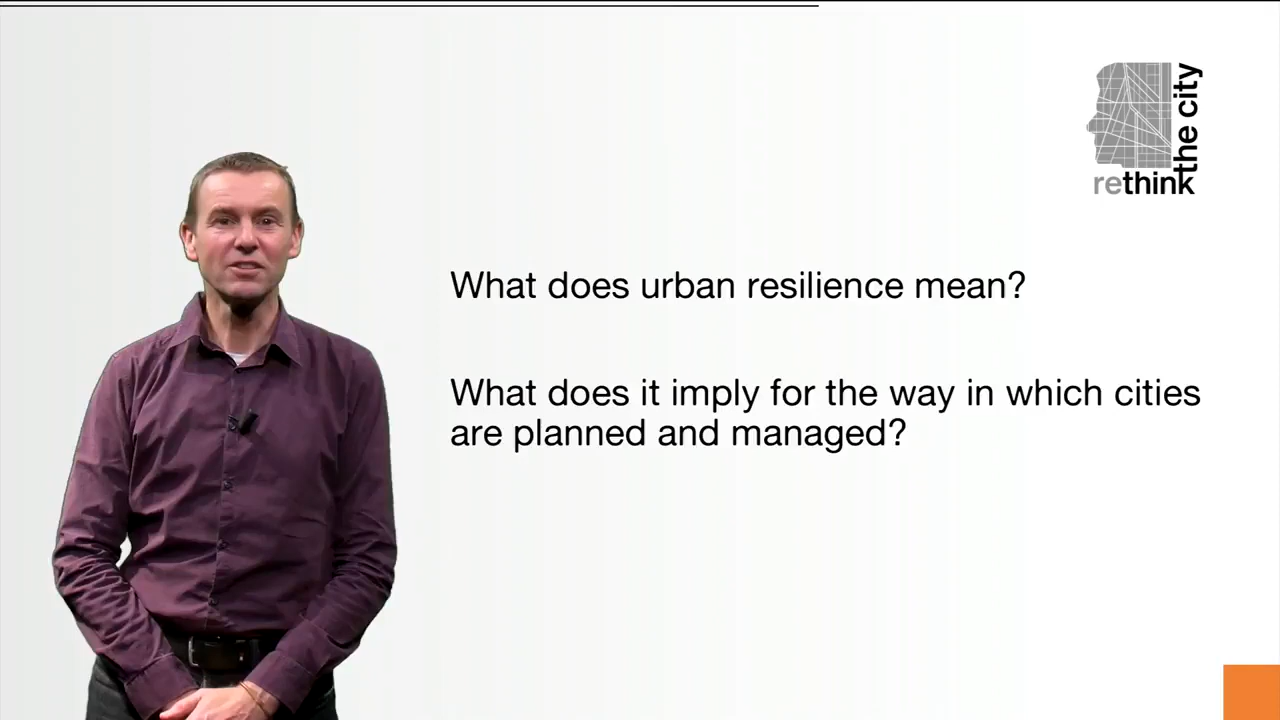 the city
rethink
What does urban resilience mean?
What does it imply for the way in which cities
are planned and managed?